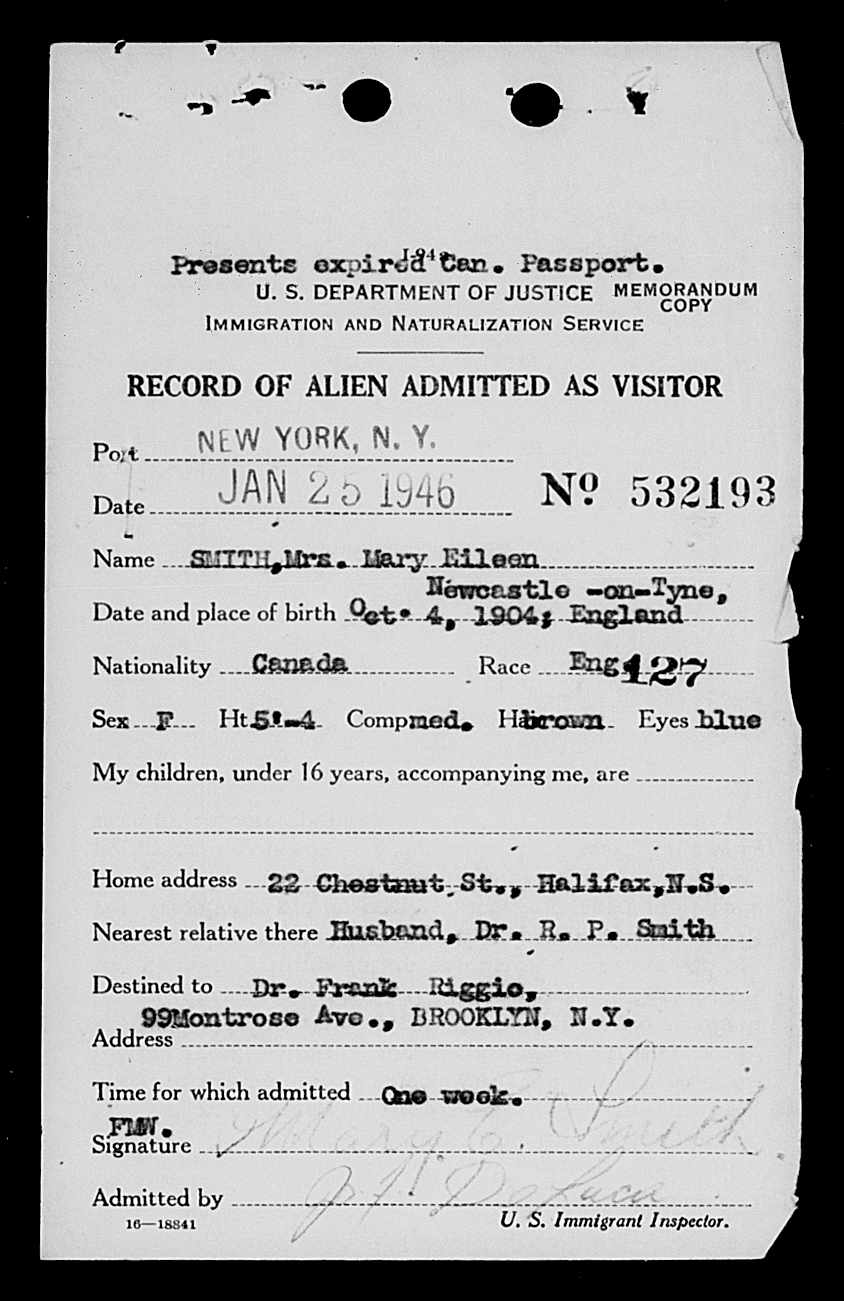 Presents expired Can. Passport.
U. S. DEPARTMENT OF JUSTICE MEMORANDUM COPY
IMMIGRATION AND NATURALIZATION SERVICE
RECORD OF ALIEN ADMITTED AS VISITOR
Port NEW YORK, N. Y.
Date JAN 25 1946 No 532193
Name SMITH,Mrs. Mary Eileen
Newcastle -on-Tyne,
Date and place of birth Oct. 4, 1904; England
Nationality Canada Race Eng 127
Sex F Ht 5'-4 Comp med. Hair brown Eyes blue
My children, under 16 years, accompanying me, are
Home address 22 Chestnut St., Halifax,N.S.
Nearest relative there Husband, Dr. R. P. Smith
Destined to Dr. Frank Riggio,
99Montrose Ave., BROOKLYN, N.Y.
Address
Time for which admitted One week.
FMW.
Signature Mary E. Smith
Admitted by
16—18841 U. S. Immigrant Inspector.